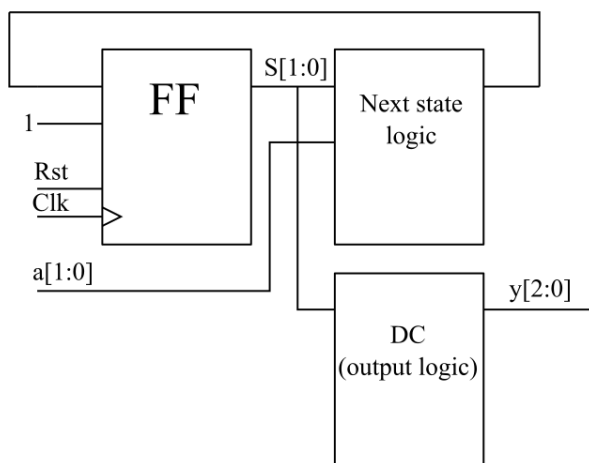 FF
S[1:0]
Next state
logic
1
Rst
Clk
a[1:0]
DC
(output logic)
y[2:0]